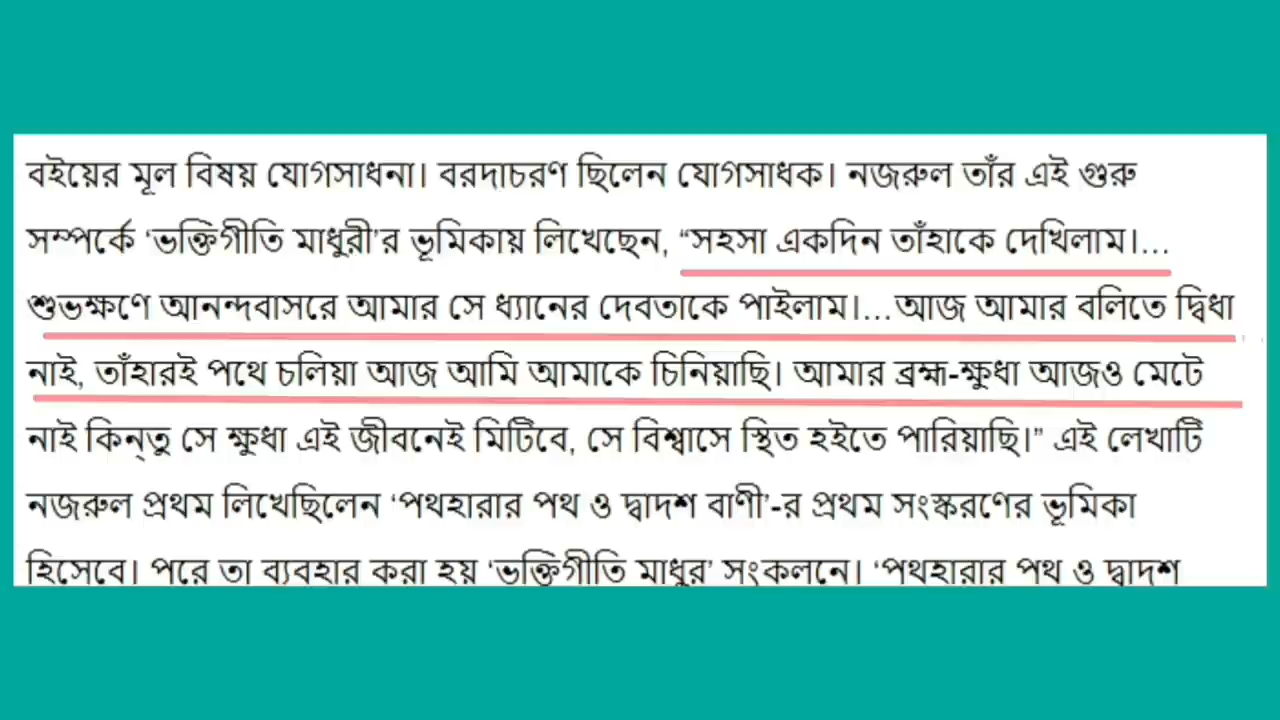 বইয়ের মূল বিষয় যোগসাধনা। বরদাচরণ ছিলেন যোগসাধক। নজরুল তাঁর এই গুরু
সম্পর্কে ‘ভক্তিগীতি মাধুরী’র ভূমিকায় লিখেছেন, “সহসা একদিন তাঁহাকে দেখিলাম।...
শুভক্ষণে আনন্দবাসরে আমার সে ধ্যানের দেবতাকে পাইলাম।...আজ আমার বলিতে দ্বিধা
নাই, তাঁহারই পথে চলিয়া আজ আমি আমাকে চিনিয়াছি। আমার ব্রহ্ম-ক্ষুধা আজও মেটে
নাই কিন্তু সে ক্ষুধা এই জীবনেই মিটিবে, সে বিশ্বাসে স্থিত হইতে পারিয়াছি।” এই লেখাটি
নজরুল প্রথম লিখেছিলেন ‘পথহারার পথ ও দ্বাদশ বাণী’-র প্রথম সংস্করণের ভূমিকা
হিসেবে। পরে তা ব্যবহার করা হয় ‘ভক্তিগীতি মাধুর’ সংকলনে। ‘পথহারার পথ ও দ্বাদশ